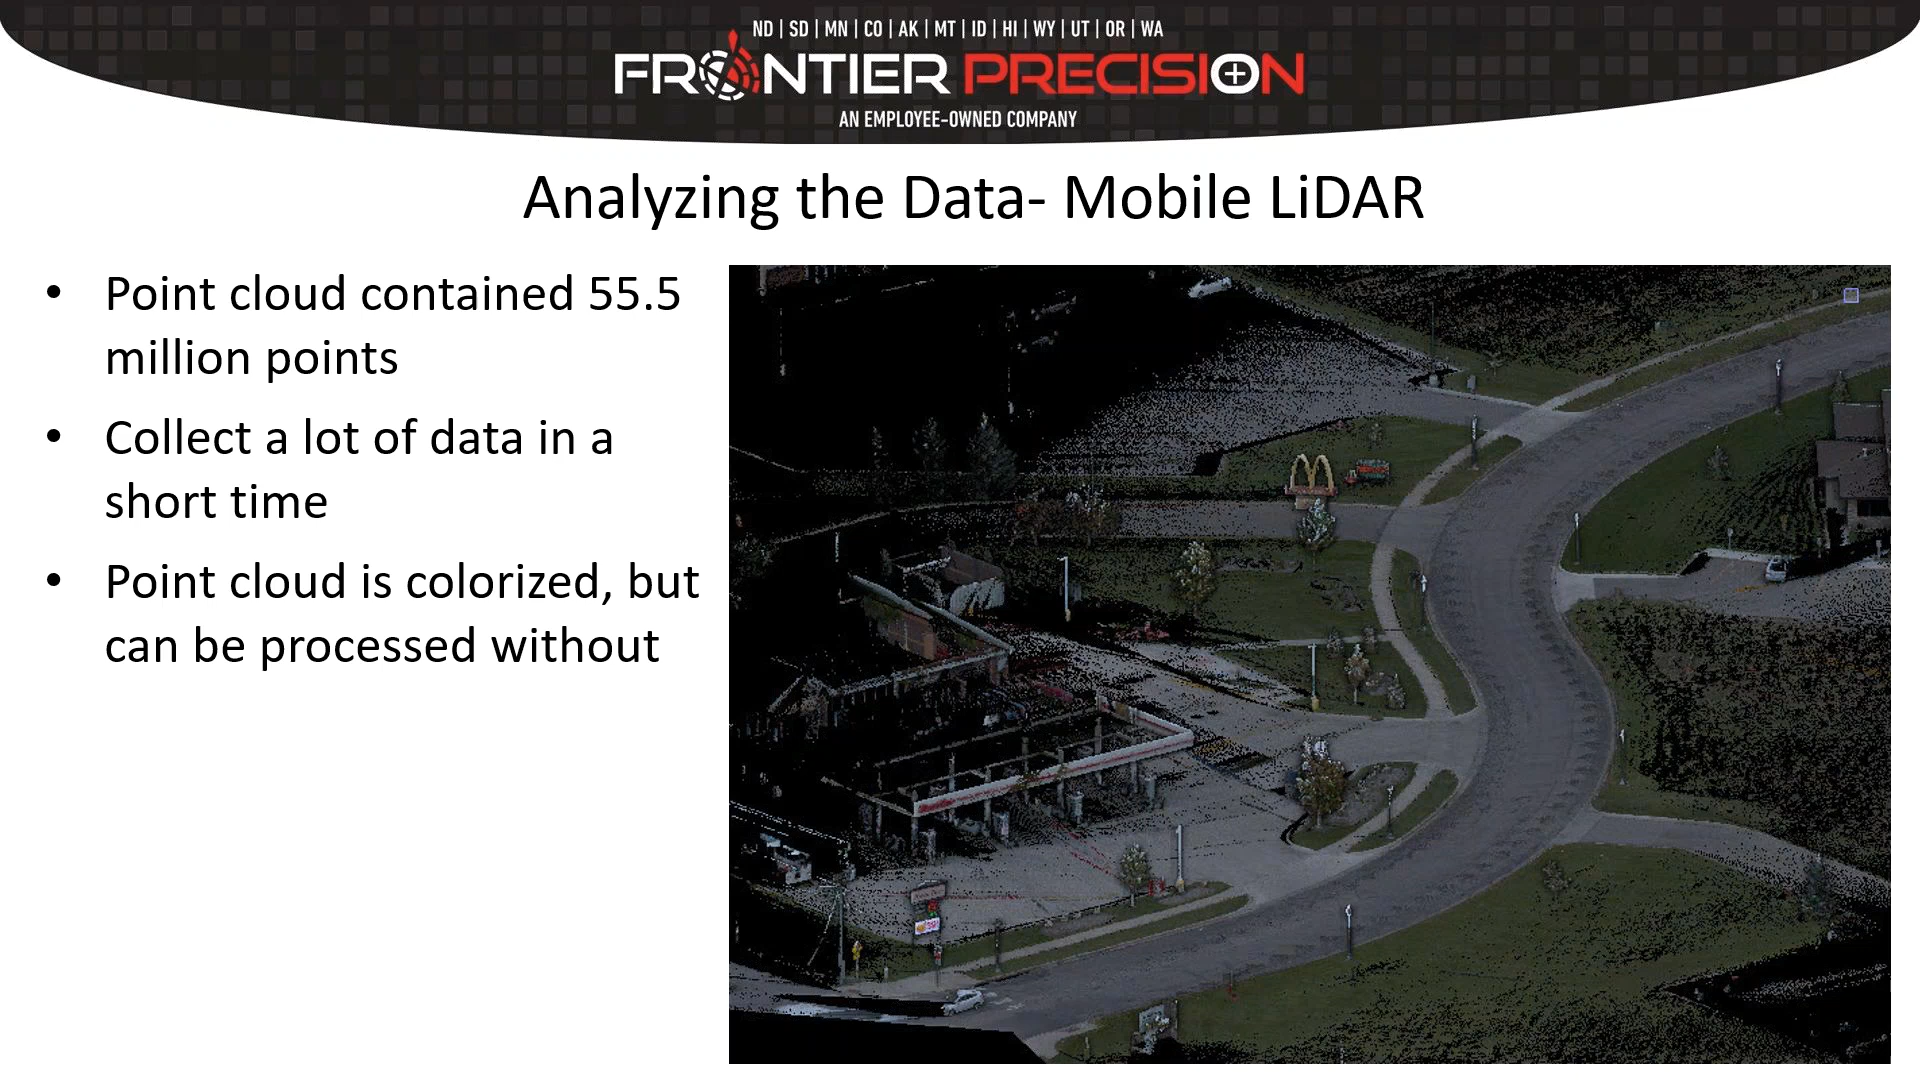 ND | SD | MN | CO | AK | MT | ID | HI | WY | UT | OR | WA
FRONTIER PRECISION
AN EMPLOYEE-OWNED COMPANY
Analyzing the Data- Mobile LiDAR
• Point cloud contained 55.5
million points
• Collect a lot of data in a
short time
• Point cloud is colorized, but
can be processed without